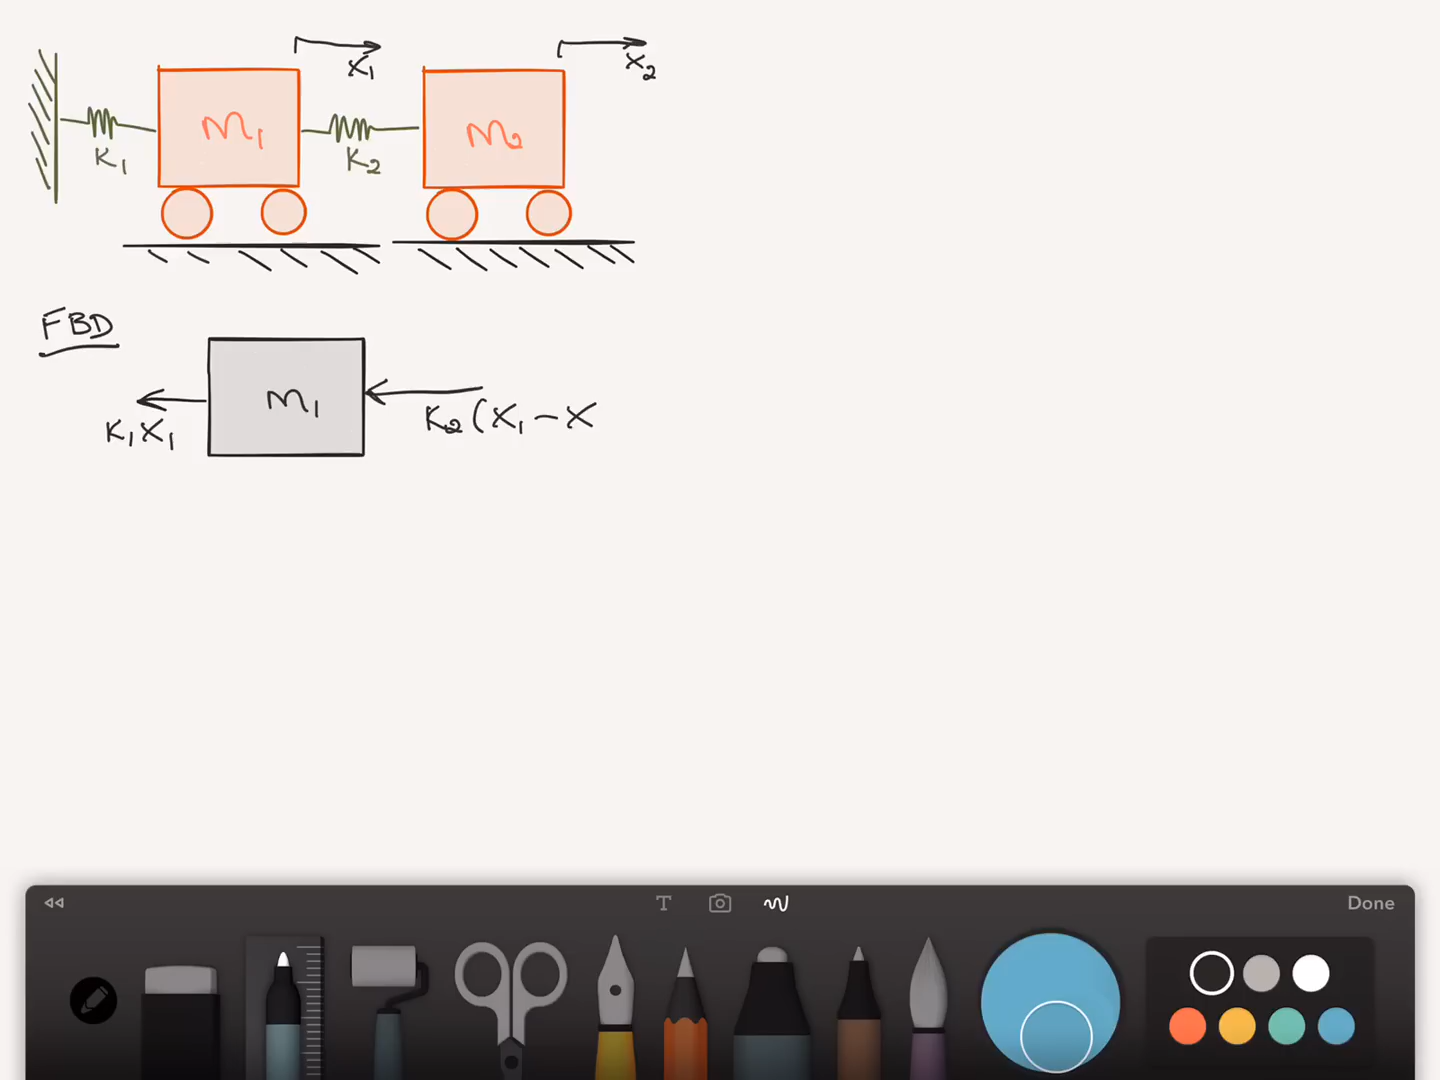 X₁
X₂
M₁
M₂
K₁
K₂
FBD
M₁
K₁X₁
K₂(X₁-X
T
Done